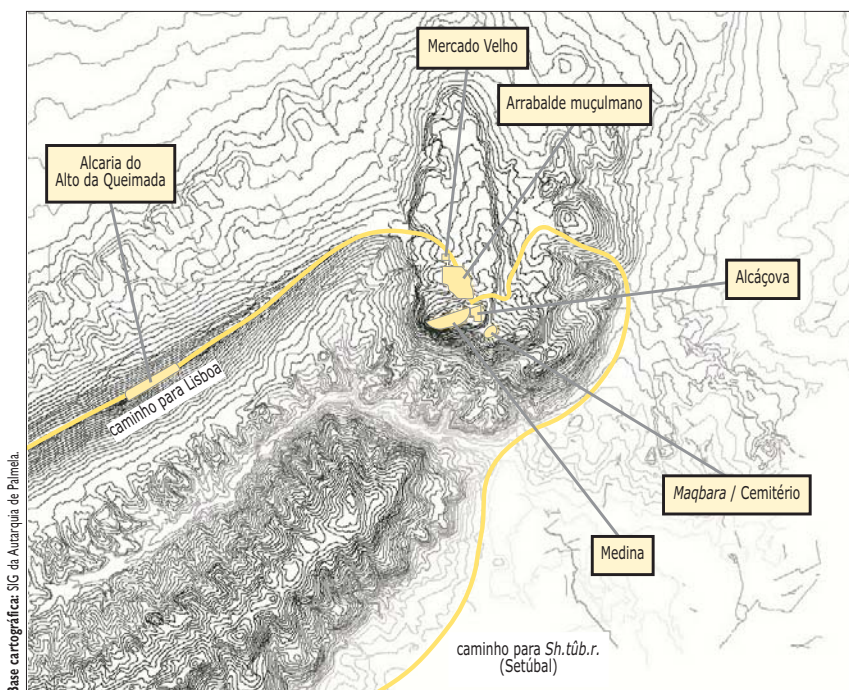 Mercado Velho
Arrabalde muçulmano
Alcaria do
Alto da Queimada
Alcáçova
caminho para Lisboa
Maqbara / Cemitério
Medina
caminho para Sh.tûb.r.
(Setúbal)
Base cartográfica: SIG da Autarquia de Palmela.